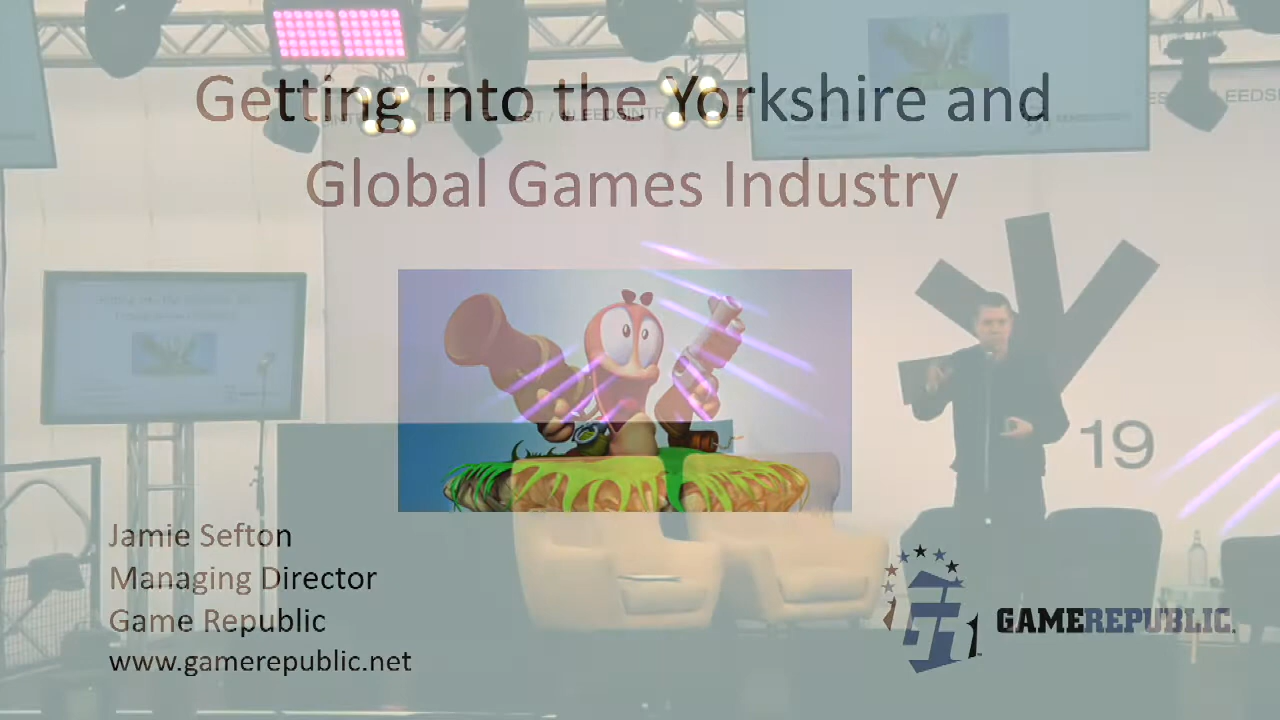 Getting into the Yorkshire and
Global Games Industry
19
Jamie Sefton
Managing Director
Game Republic
www.gamerepublic.net
GAMEREPUBLIC.